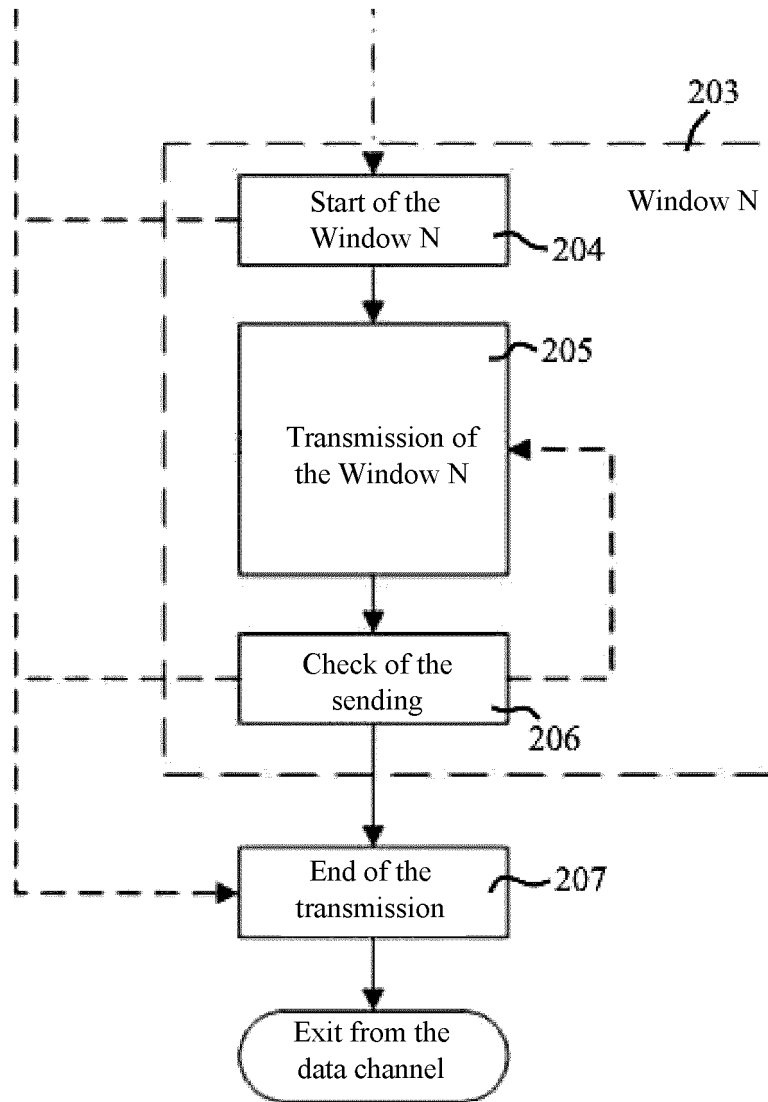 203
Window N
Start of the
Window N
204
205
Transmission of
the Window N
Check of the
sending
206
End of the
transmission
207
Exit from the
data channel